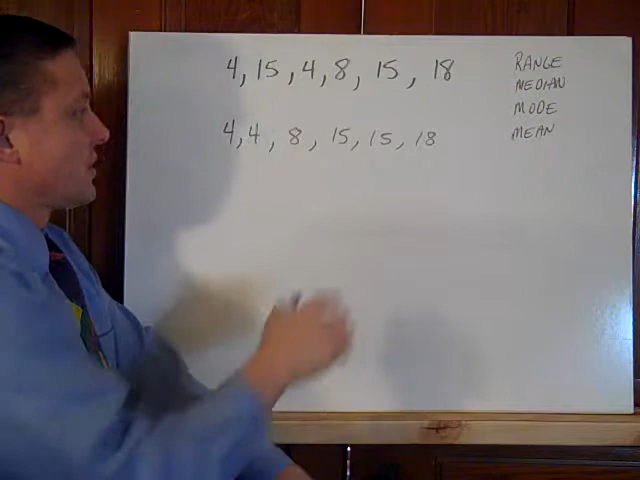 4, 15, 4, 8, 15, 18
4, 4, 8, 15, 15, 18
RANGE
MEDIAN
MODE
MEAN